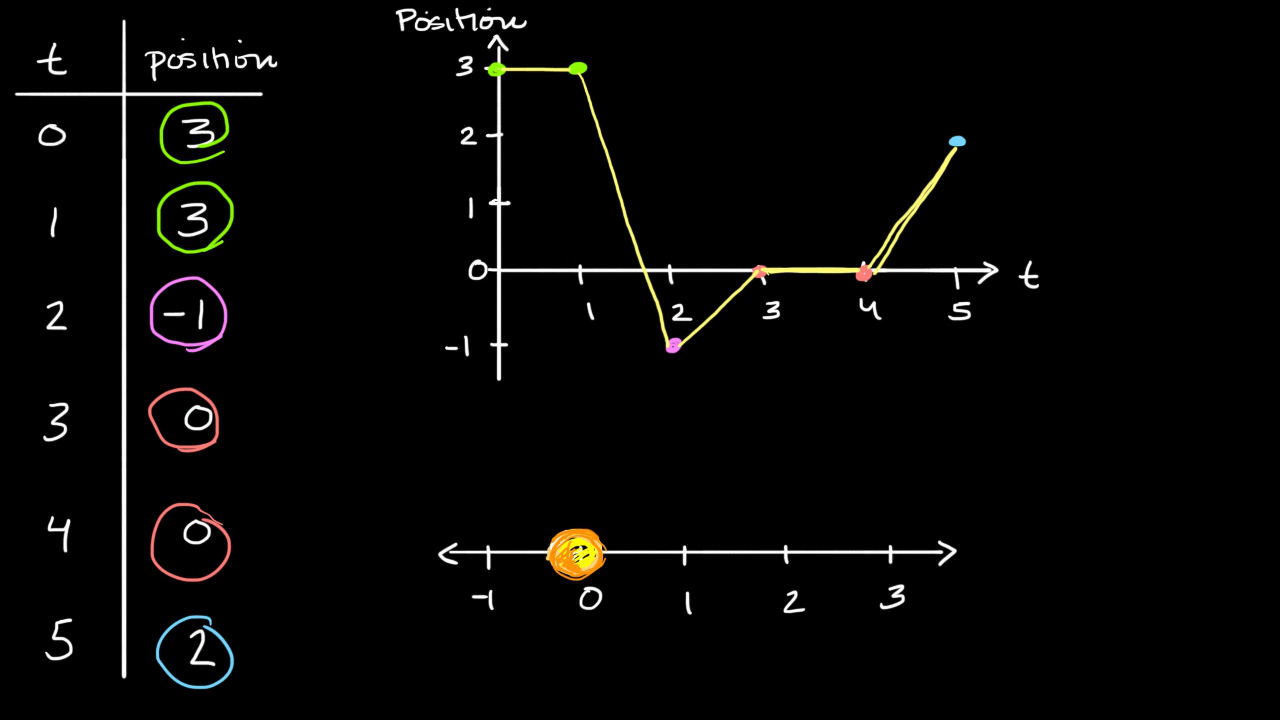 t position
0 3
1 3
2 -1
3 0
4 0
5 2
Position
3
2
1
0
-1
1 2 3 4 5
t
-1 0 1 2 3